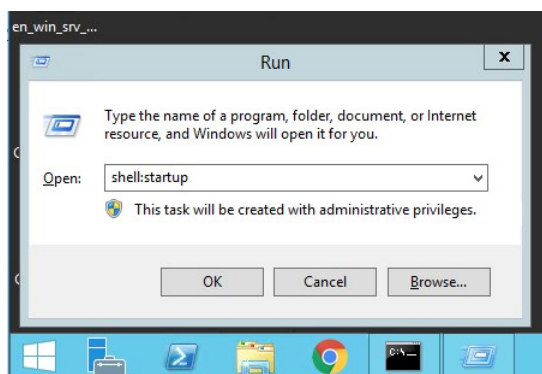 en_win_srv_...
Run
x
Type the name of a program, folder, document, or Internet
resource, and Windows will open it for you.
Open:
shell:startup
This task will be created with administrative privileges.
OK
Cancel
Browse...
C:\_